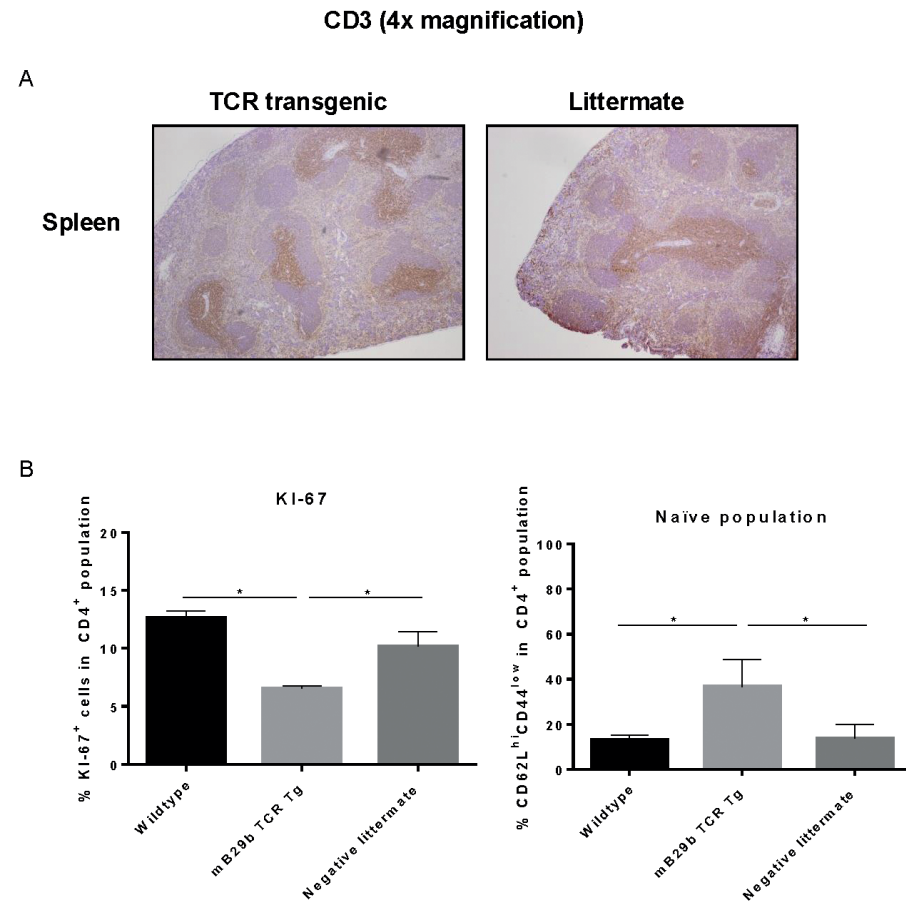 CD3 (4x magnification)
A
TCR transgenic
Littermate
Spleen
B
KI-67
% KI-67+ cells in CD4+ population
20
15
10
5
0
*
*
Wildtype
mB29b TCR Tg
Negative littermate
Naïve population
% CD62LhiCD44low in CD4+ population
100
80
60
40
20
0
*
*
Wildtype
mB29b TCR Tg
Negative littermate